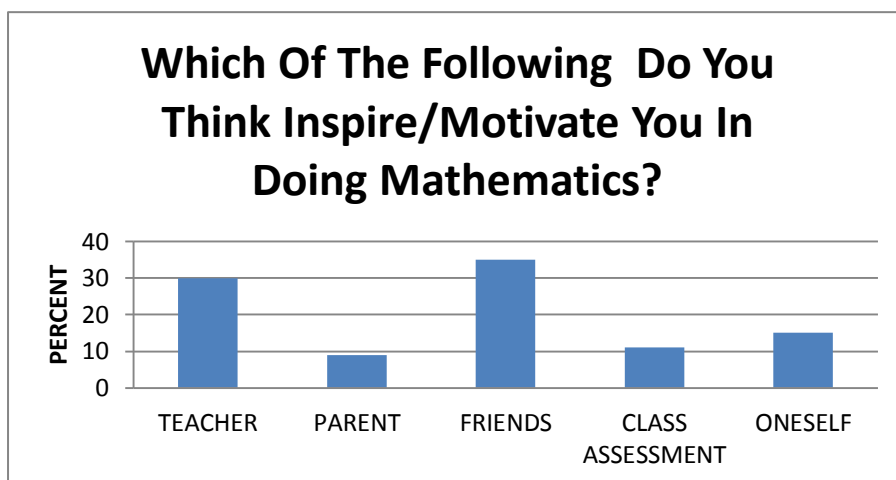 Which Of The Following  Do You
Think Inspire/Motivate You In
Doing Mathematics?
PERCENT
40
30
20
10
0
TEACHER PARENT FRIENDS CLASS ASSESSMENT ONESELF